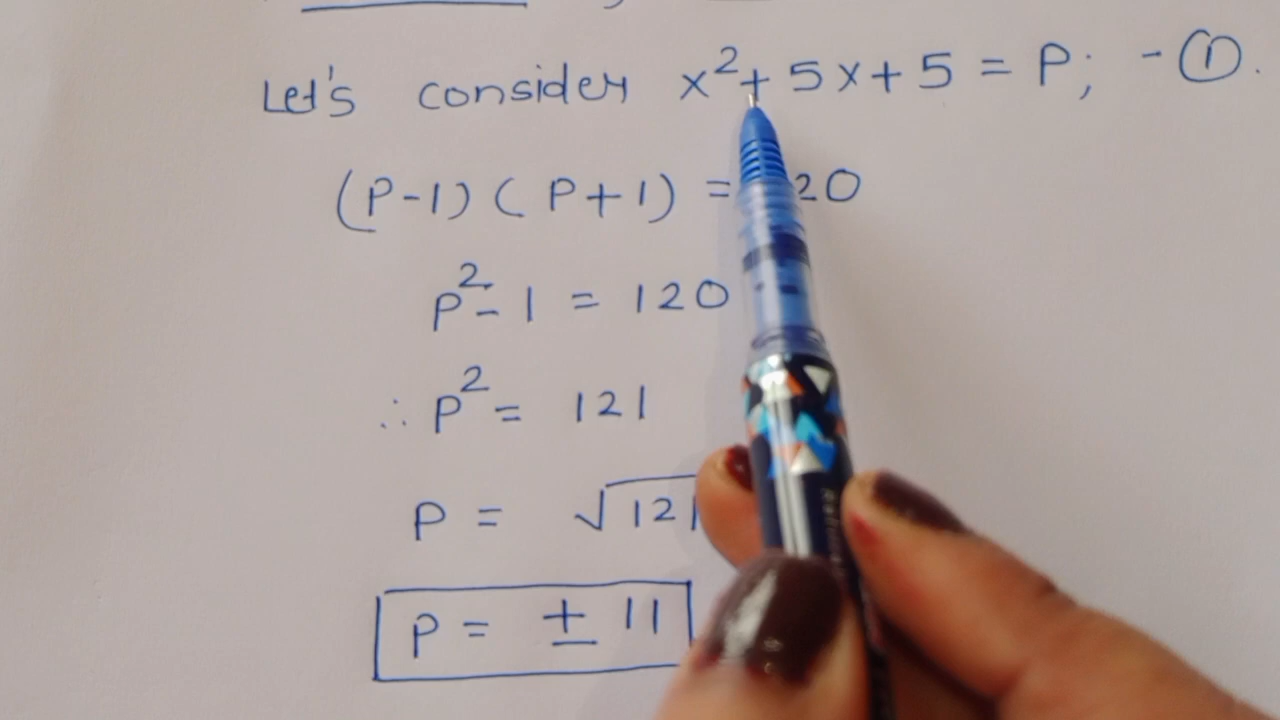 Let's consider x²+5x+5 = P; -①.
(P-1)(P+1) = 20
P²-1 = 120
∴ P² = 121
P = √121
P = ± 11